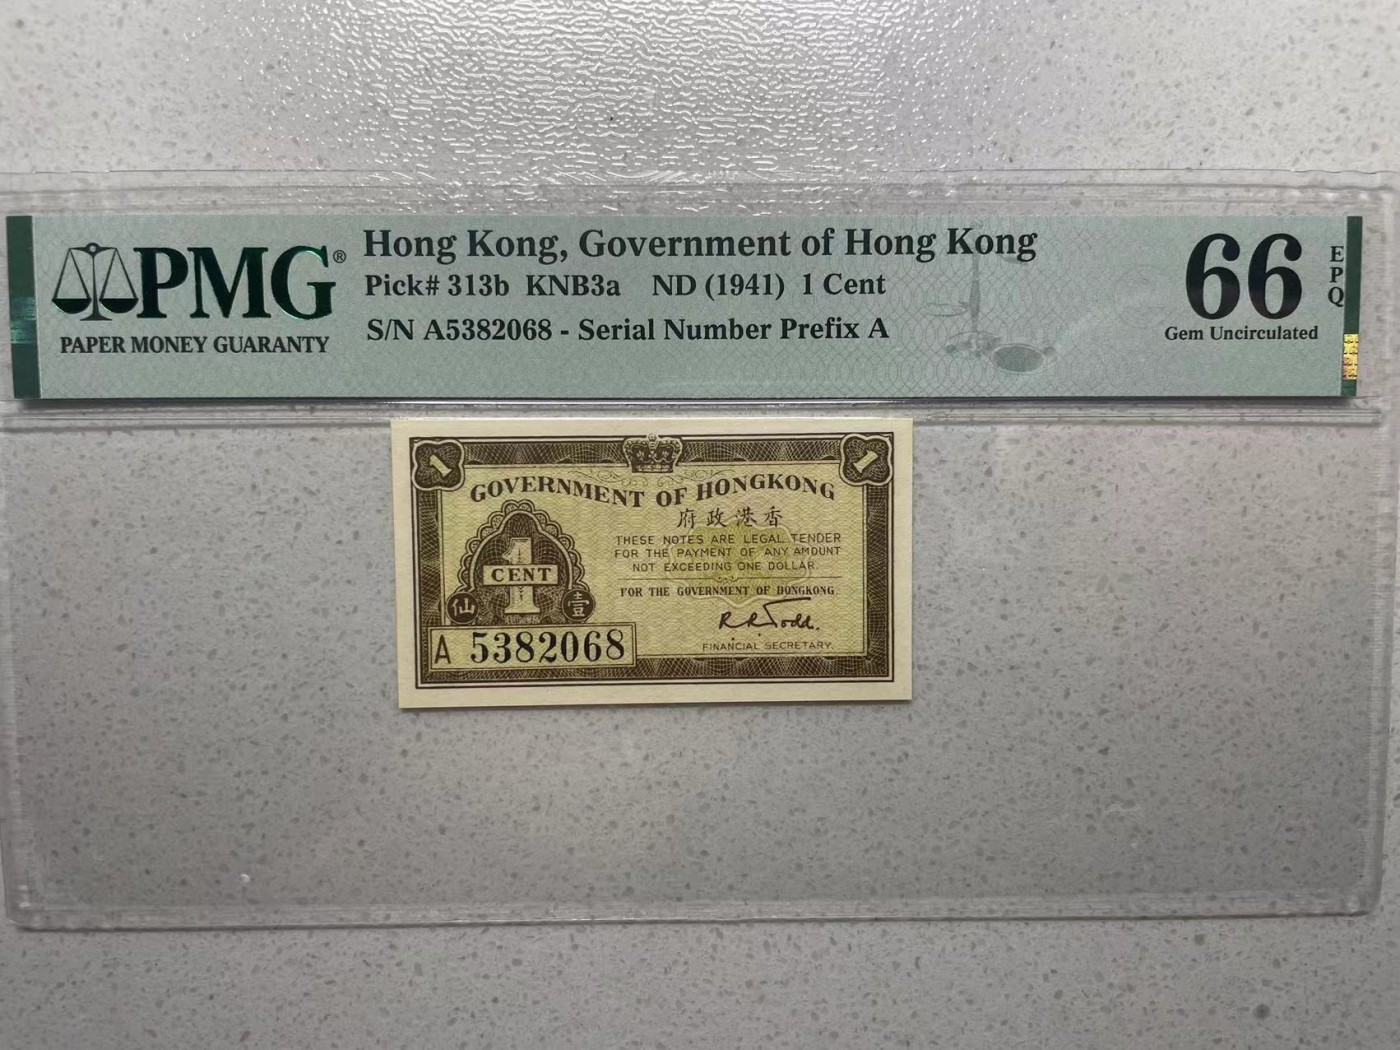 PMG®
PAPER MONEY GUARANTY
Hong Kong, Government of Hong Kong
Pick# 313b KNB3a ND (1941) 1 Cent
S/N A5382068 - Serial Number Prefix A
66
EPQ
Gem Uncirculated
1
1
GOVERNMENT OF HONGKONG
府政港香
THESE NOTES ARE LEGAL TENDER
FOR THE PAYMENT OF ANY AMOUNT
NOT EXCEEDING ONE DOLLAR.
1
CENT
仙 壹
FOR THE GOVERNMENT OF HONGKONG.
R R Todd.
FINANCIAL SECRETARY.
A 5382068